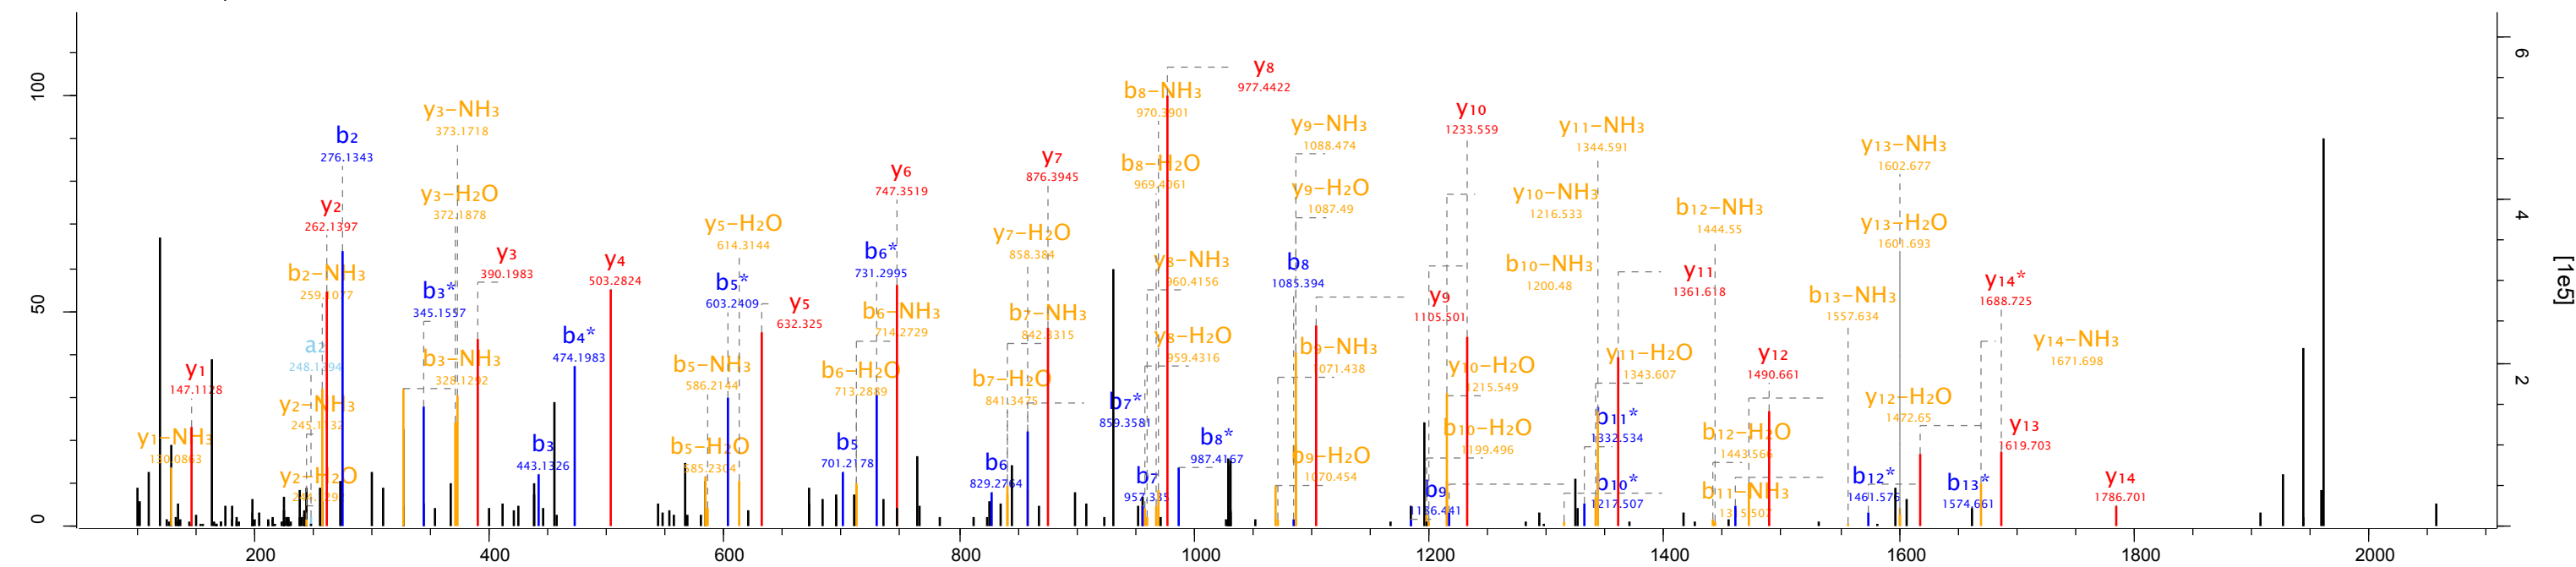 y₈
977.4422
b₈-NH₃
970.3901
y₁₀
1233.559
y₃-NH₃
373.1718
y₉-NH₃
1088.474
y₁₁-NH₃
1344.591
b₂
276.1343
y₁₃-NH₃
1602.677
y₇
876.3945
b₈-H₂O
969.4061
y₆
747.3519
y₃-H₂O
372.1878
y₉-H₂O
1087.49
y₁₀-NH₃
1216.533
y₂
262.1397
b₁₂-NH₃
1444.55
y₅-H₂O
614.3144
y₇-H₂O
858.384
y₁₃-H₂O
1601.693
y₃
390.1983
b₆*
731.2995
y₄
503.2824
y₈-NH₃
960.4156
b₈
1085.394
b₁₀-NH₃
1200.48
y₁₁
1361.618
y₁₄*
1688.725
b₂-NH₃
259.1077
b₃*
345.1557
b₅*
603.2409
y₅
632.325
b₆-NH₃
714.2729
b₇-NH₃
842.3315
y₉
1105.501
b₁₃-NH₃
1557.634
a₂
b₄*
474.1983
y₈-H₂O
959.4316
b₉-NH₃
1071.438
y₁₁-H₂O
1343.607
y₁₂
1490.661
y₁₄-NH₃
1671.698
y₁
147.1128
b₃-NH₃
328.1292
b₅-NH₃
586.2144
b₆-H₂O
713.2889
b₇-H₂O
841.3475
y₁₀-H₂O
1215.549
y₁₂-H₂O
1472.65
y₂-NH₃
b₇*
859.3581
b₁₁*
1332.534
y₁-NH₃
130.0863
b₃
443.1326
b₅-H₂O
585.2304
b₅
701.2178
b₈*
987.4167
b₁₀-H₂O
1199.496
b₁₂-H₂O
1443.566
y₁₃
1619.703
y₂-H₂O
b₆
829.2764
b₇
957.335
b₉-H₂O
1070.454
b₉
1186.441
b₁₀*
1217.507
b₁₁-NH₃
b₁₂*
1461.576
b₁₃*
1574.661
y₁₄
1786.701
0
50
100
2
4
6
[1e5]
200
400
600
800
1000
1200
1400
1600
1800
2000